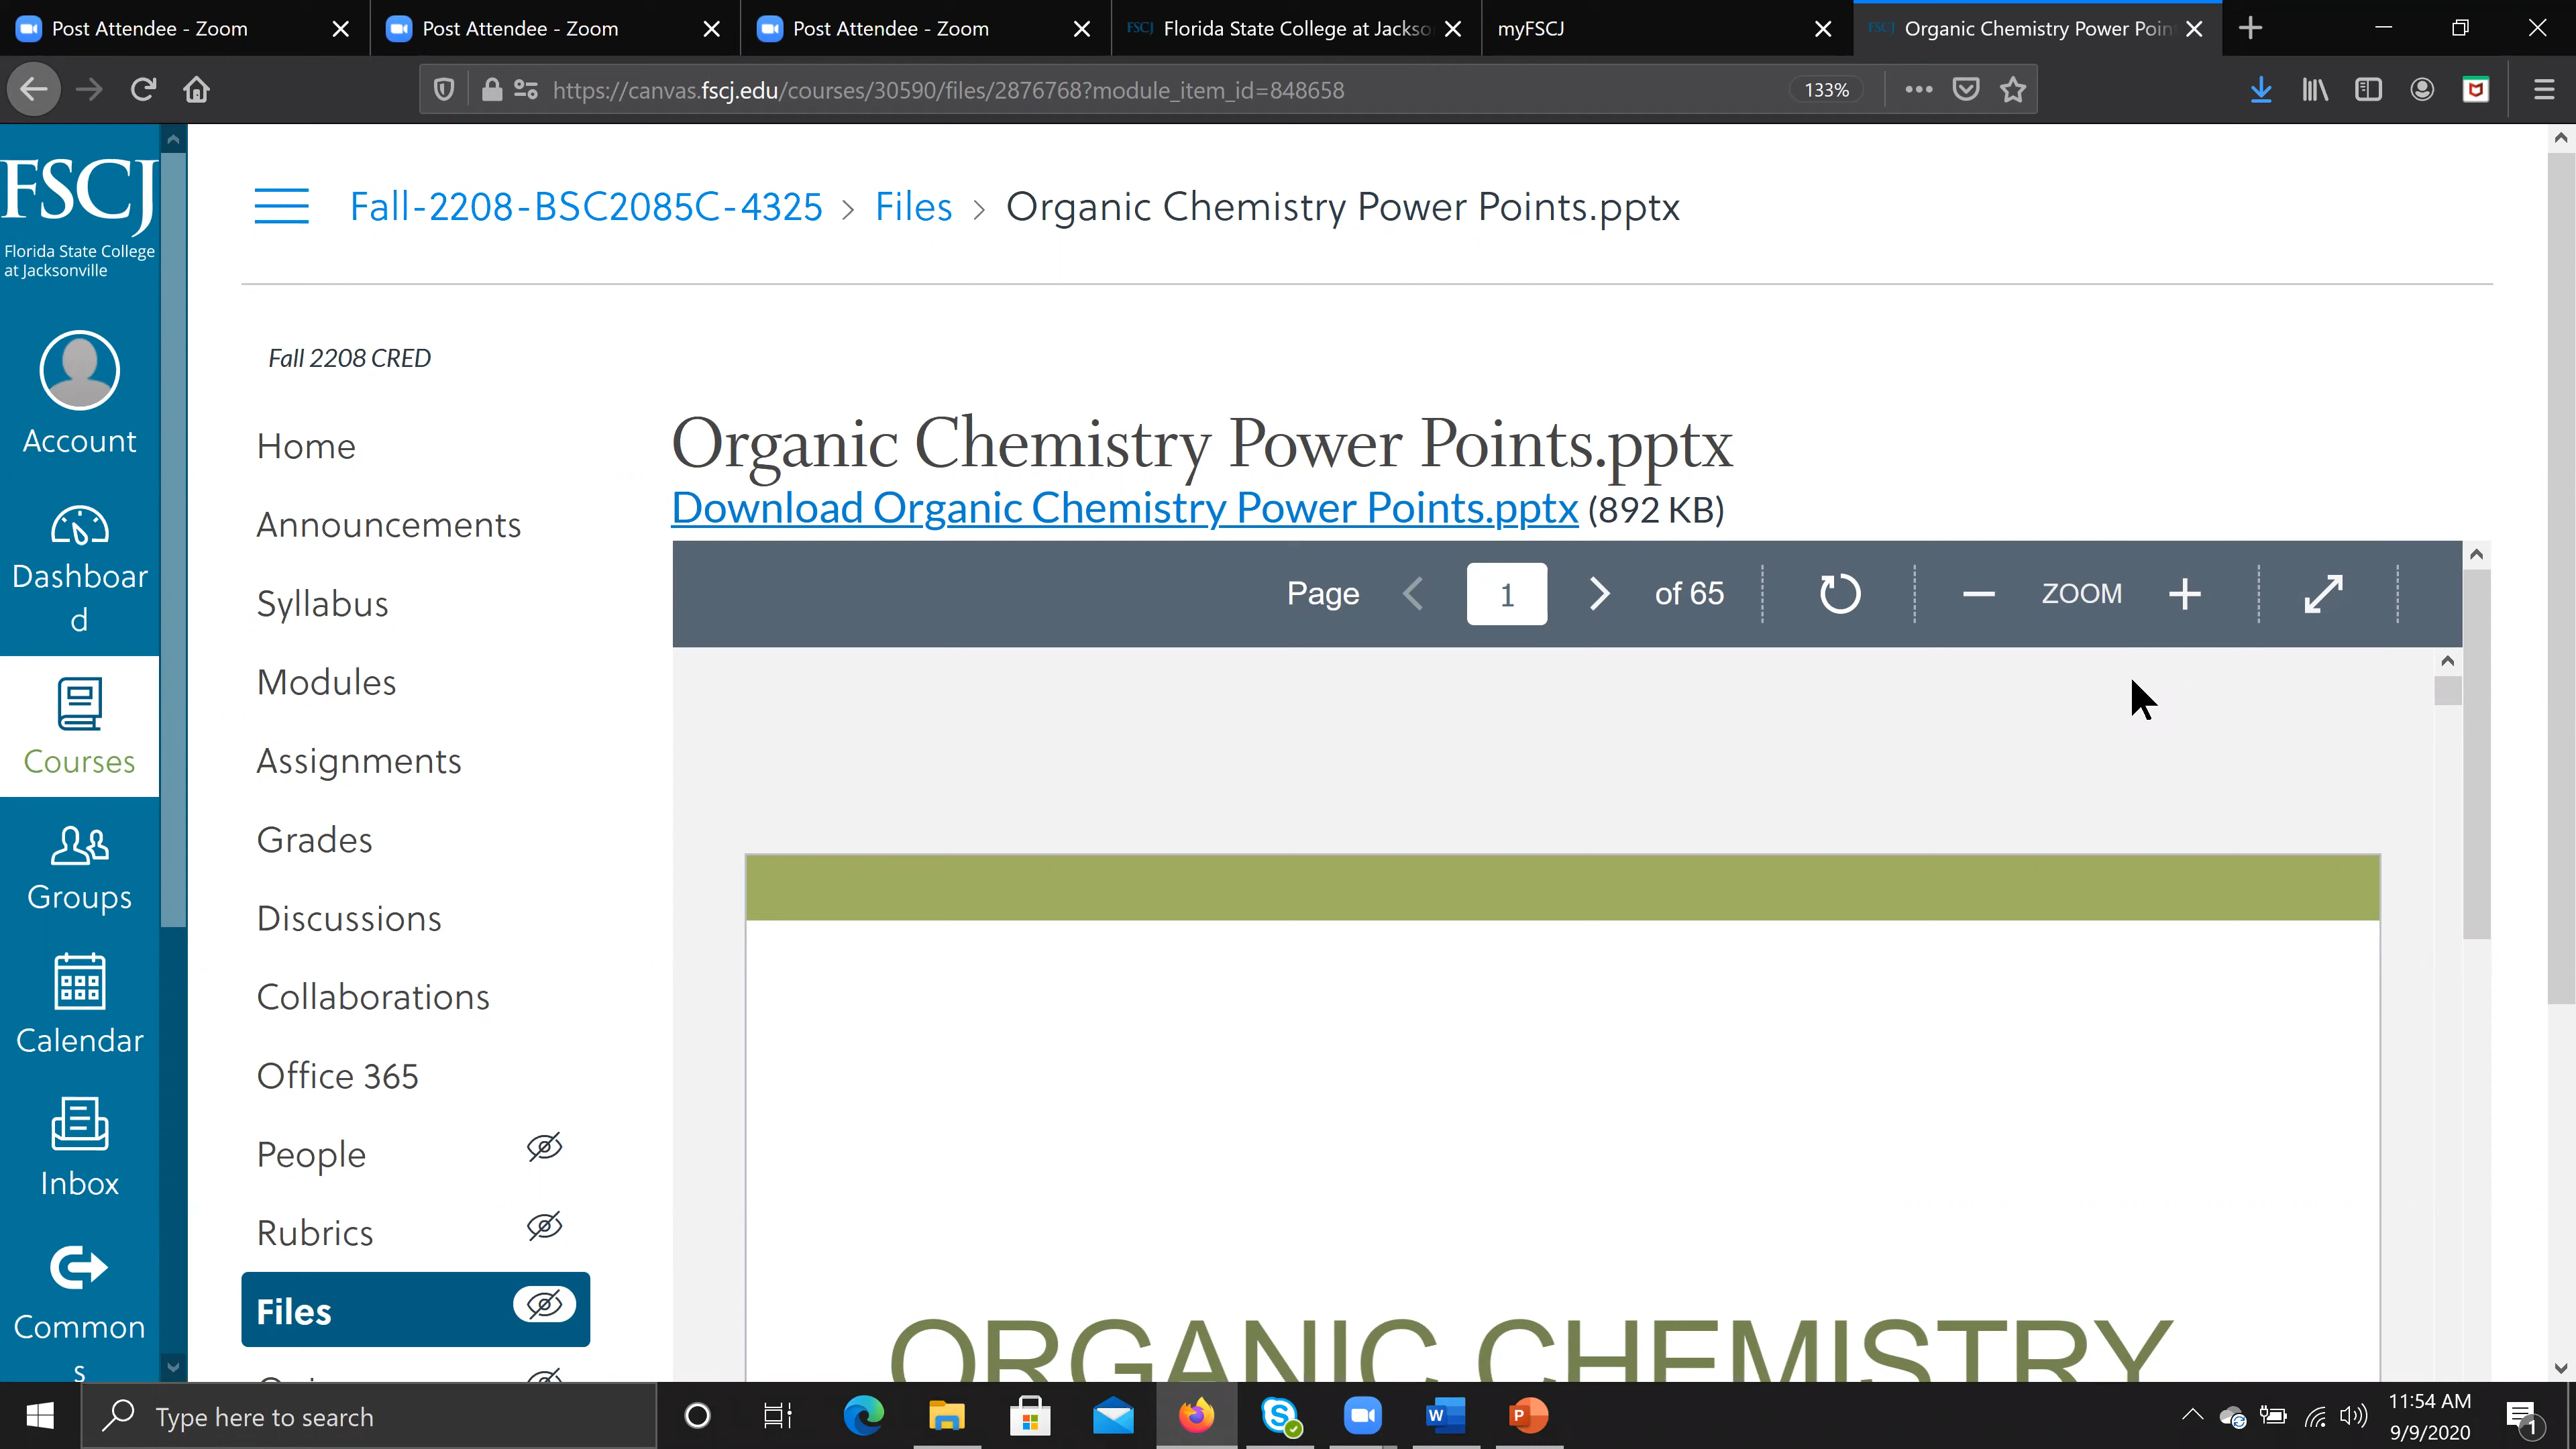 Post Attendee - Zoom
Post Attendee - Zoom
Post Attendee - Zoom
FSCJ Florida State College at Jackso
myFSCJ
FSCJ Organic Chemistry Power Poin
https://canvas.fscj.edu/courses/30590/files/2876768?module_item_id=848658
133%
FSCJ
Florida State College
at Jacksonville
Account
Dashboar
d
Courses
Groups
Calendar
Inbox
Common
s
Fall-2208-BSC2085C-4325 > Files > Organic Chemistry Power Points.pptx
Fall 2208 CRED
Home
Announcements
Syllabus
Modules
Assignments
Grades
Discussions
Collaborations
Office 365
People
Rubrics
Files
Organic Chemistry Power Points.pptx
Download Organic Chemistry Power Points.pptx (892 KB)
Page 1 of 65 ZOOM
ORGANIC CHEMISTRY
Type here to search
11:54 AM
9/9/2020
1